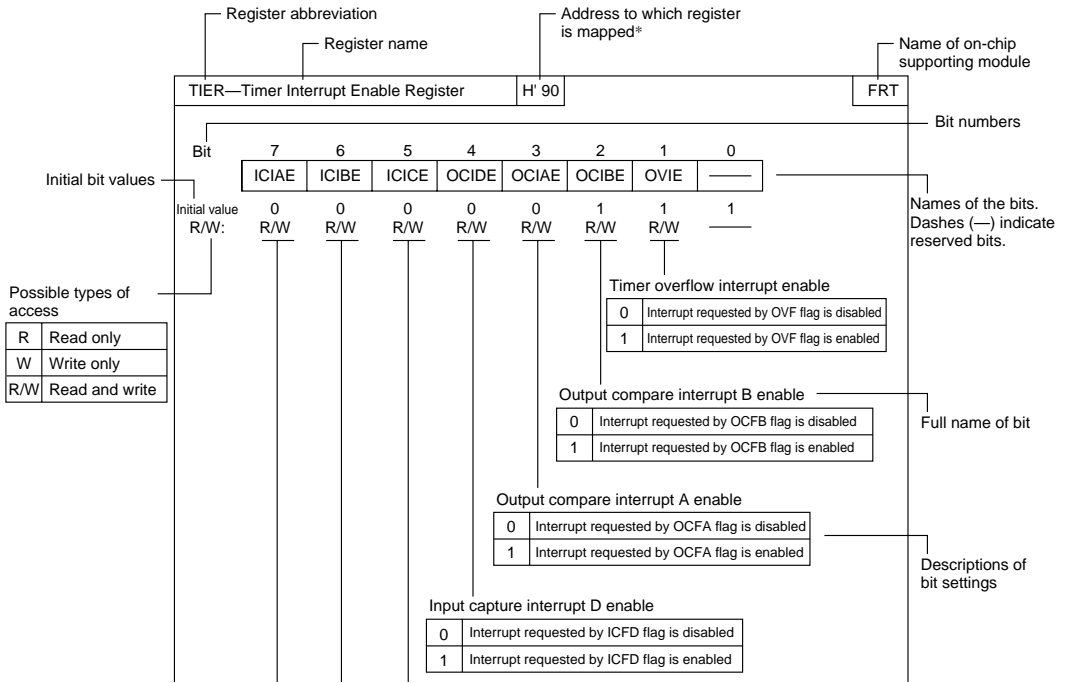 Register abbreviation
Register name
Address to which register
is mapped*
Name of on-chip
supporting module
TIER—Timer Interrupt Enable Register H' 90 FRT
Bit numbers
Bit 7 6 5 4 3 2 1 0
ICIAE ICIBE ICICE OCIDE OCIAE OCIBE OVIE —
Initial bit values
Initial value 0 0 0 0 0 1 1 1
R/W: R/W R/W R/W R/W R/W R/W R/W —
Names of the bits.
Dashes (—) indicate
reserved bits.
Possible types of
access
R Read only
W Write only
R/W Read and write
Timer overflow interrupt enable
0 Interrupt requested by OVF flag is disabled
1 Interrupt requested by OVF flag is enabled
Output compare interrupt B enable
0 Interrupt requested by OCFB flag is disabled
1 Interrupt requested by OCFB flag is enabled
Full name of bit
Output compare interrupt A enable
0 Interrupt requested by OCFA flag is disabled
1 Interrupt requested by OCFA flag is enabled
Descriptions of
bit settings
Input capture interrupt D enable
0 Interrupt requested by ICFD flag is disabled
1 Interrupt requested by ICFD flag is enabled